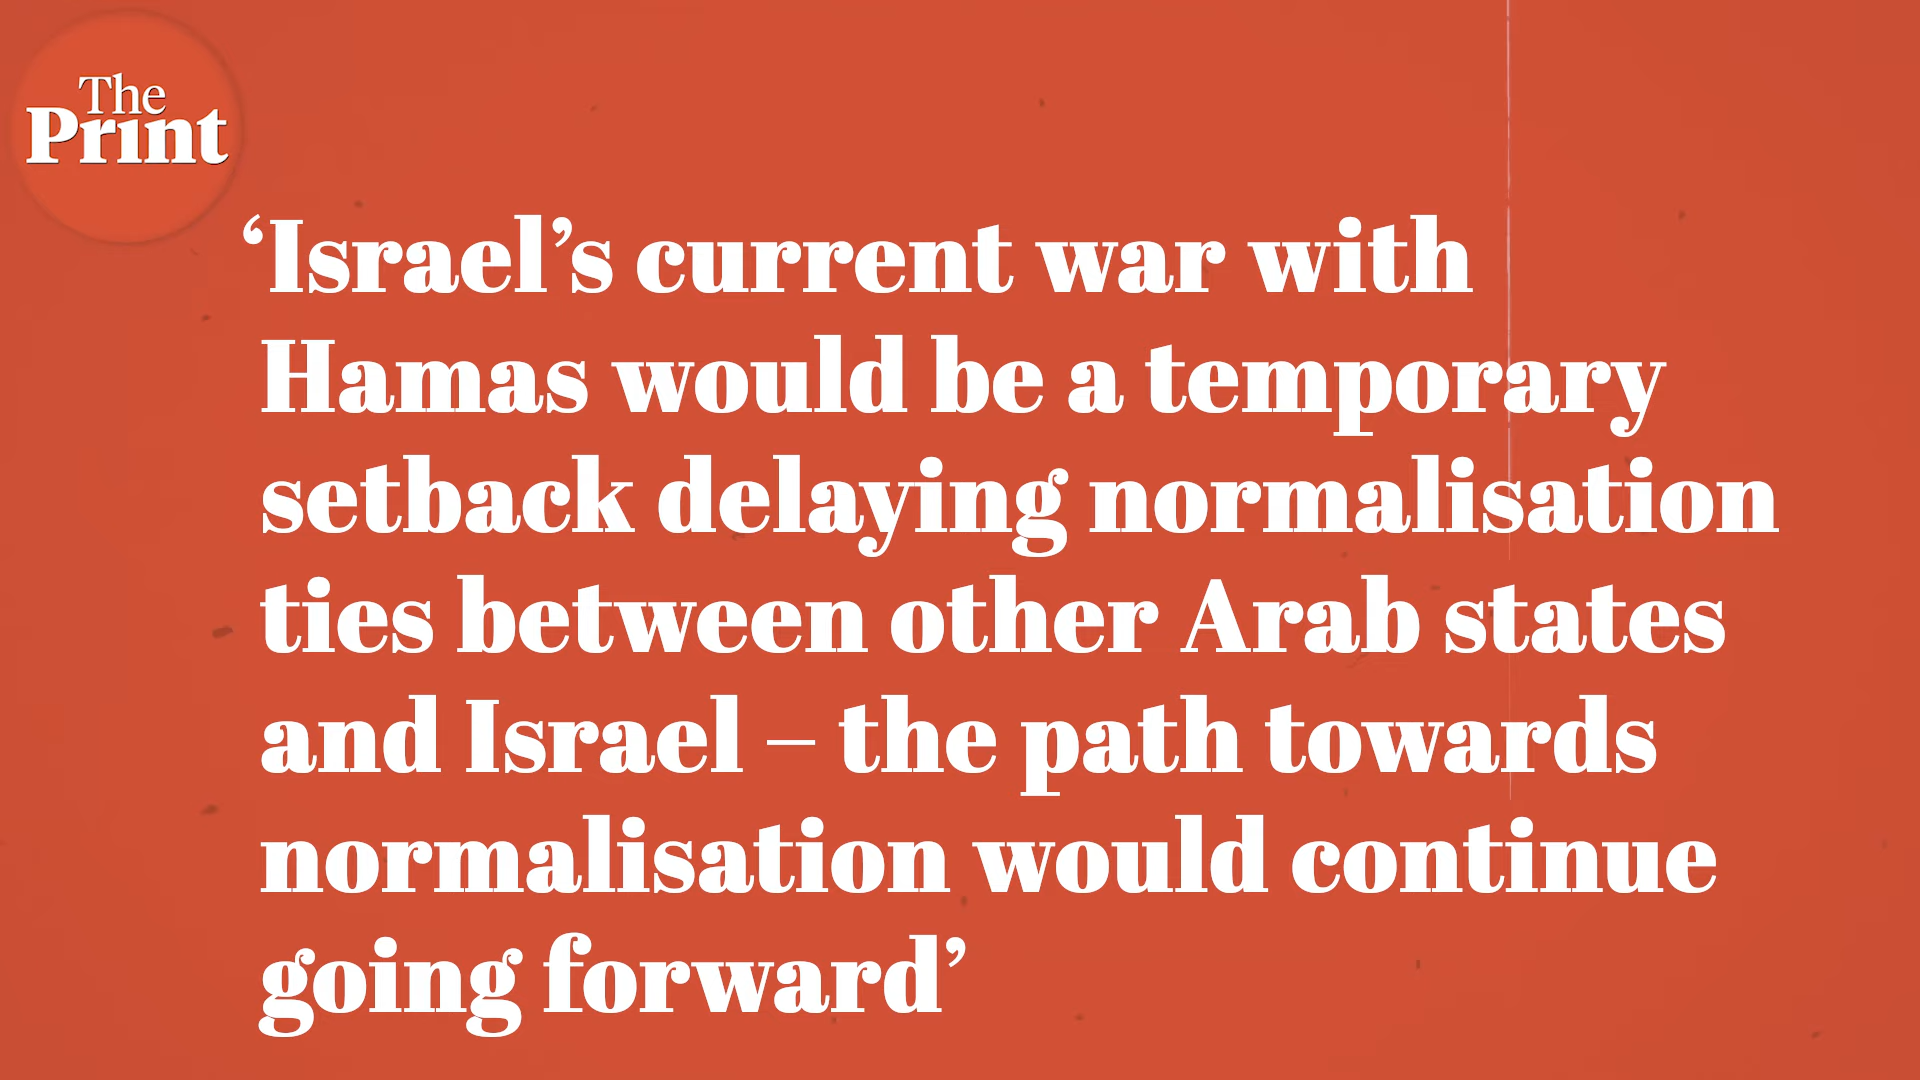 The
Print
‘Israel’s current war with
Hamas would be a temporary
setback delaying normalisation
ties between other Arab states
and Israel – the path towards
normalisation would continue
going forward’